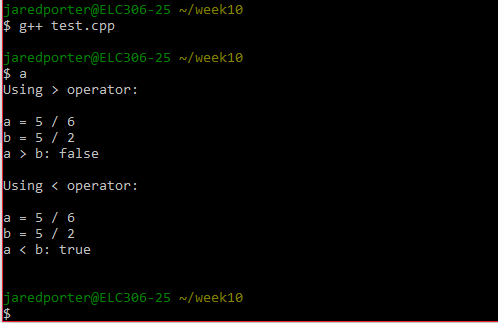 jaredporter@ELC306-25 ~/week10
$ g++ test.cpp
jaredporter@ELC306-25 ~/week10
$ a
Using > operator:
a = 5 / 6
b = 5 / 2
a > b: false
Using < operator:
a = 5 / 6
b = 5 / 2
a < b: true
jaredporter@ELC306-25 ~/week10
$